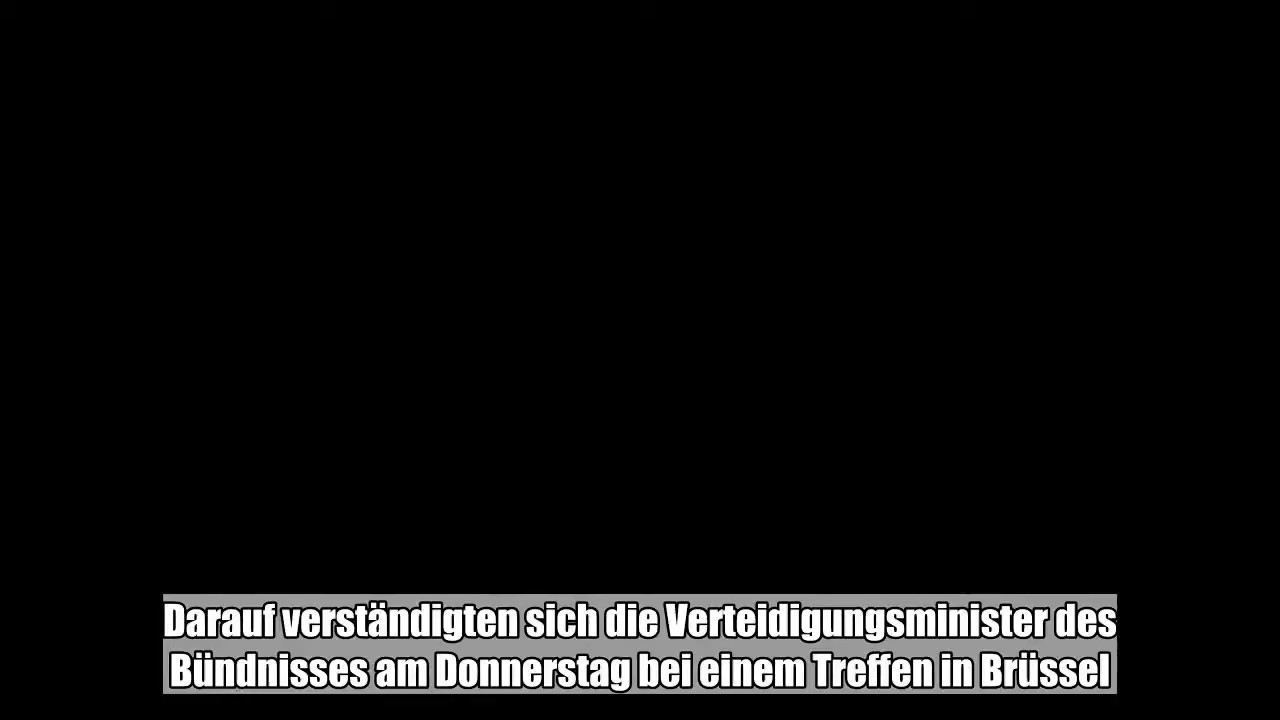 Darauf verständigten sich die Verteidigungsminister des
Bündnisses am Donnerstag bei einem Treffen in Brüssel